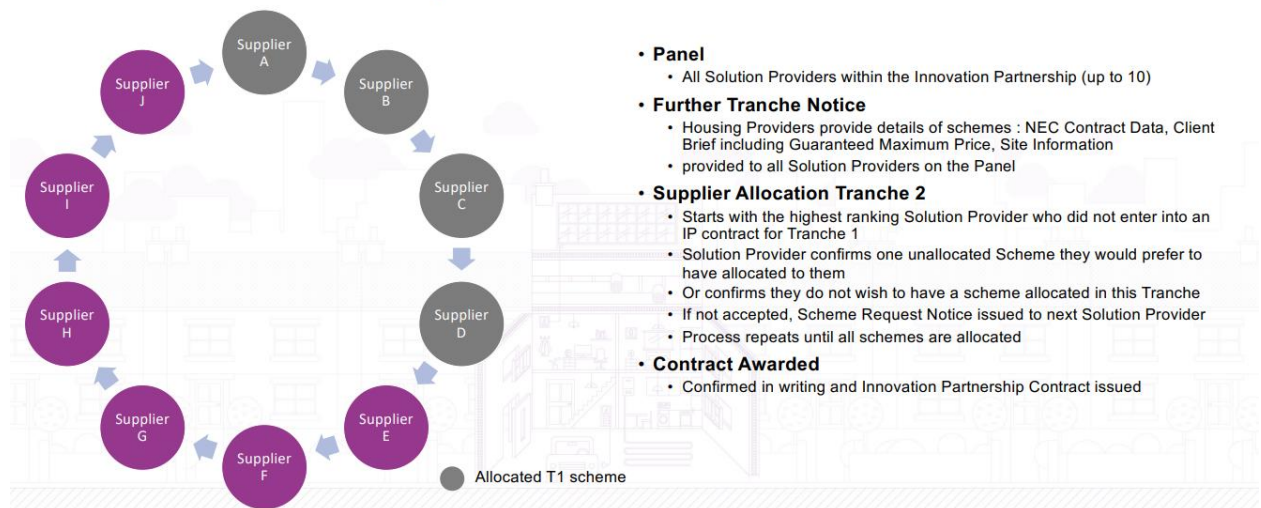 Supplier
A
Supplier
B
Supplier
C
Supplier
D
Supplier
E
Supplier
F
Supplier
G
Supplier
H
Supplier
I
Supplier
J
Allocated T1 scheme
• Panel
• All Solution Providers within the Innovation Partnership (up to 10)
• Further Tranche Notice
• Housing Providers provide details of schemes : NEC Contract Data, Client
Brief including Guaranteed Maximum Price, Site Information
• provided to all Solution Providers on the Panel
• Supplier Allocation Tranche 2
• Starts with the highest ranking Solution Provider who did not enter into an
IP contract for Tranche 1
• Solution Provider confirms one unallocated Scheme they would prefer to
have allocated to them
• Or confirms they do not wish to have a scheme allocated in this Tranche
• If not accepted, Scheme Request Notice issued to next Solution Provider
• Process repeats until all schemes are allocated
• Contract Awarded
• Confirmed in writing and Innovation Partnership Contract issued